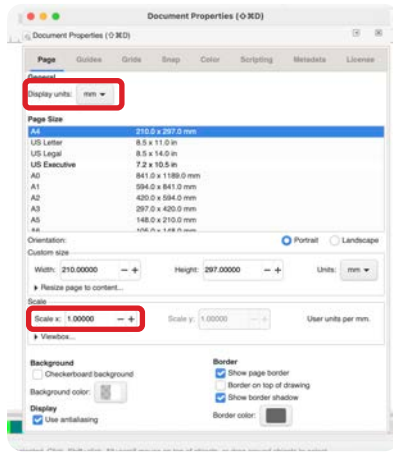 Document Properties (⇧⌘D)
Document Properties (⇧⌘D)
Page Guides Grids Snap Color Scripting Metadata License
General
Display units: mm
Page Size
A4 210.0 x 297.0 mm
US Letter 8.5 x 11.0 in
US Legal 8.5 x 14.0 in
US Executive 7.2 x 10.5 in
A0 841.0 x 1189.0 mm
A1 594.0 x 841.0 mm
A2 420.0 x 594.0 mm
A3 297.0 x 420.0 mm
A5 148.0 x 210.0 mm
A6 105.0 x 148.0 mm
Orientation: Portrait Landscape
Custom size
Width: 210.00000 − + Height: 297.00000 − + Units: mm
Resize page to content...
Scale
Scale x: 1.00000 − + Scale y: 1.00000 − + User units per mm.
Viewbox...
Background Border
Checkerboard background Show page border
Border on top of drawing
Background color: Show border shadow
Display Border color:
Use antialiasing